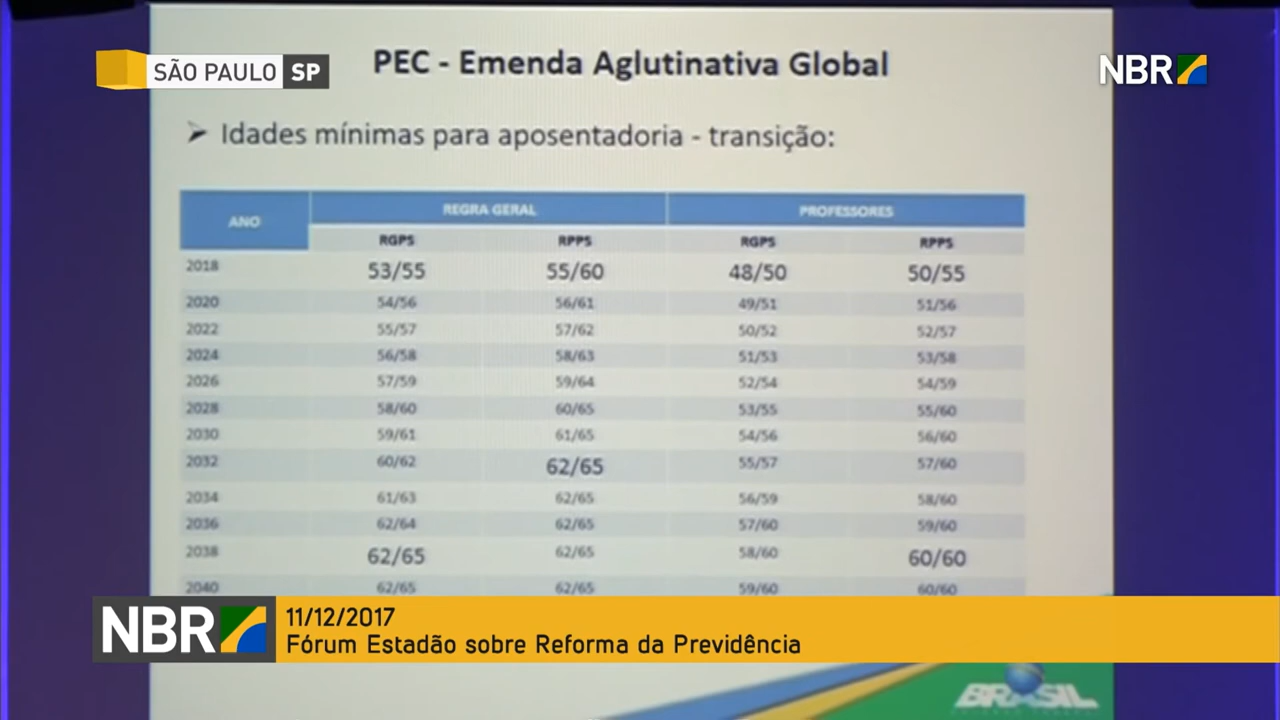 SÃO PAULO SP
NBR
PEC - Emenda Aglutinativa Global
Idades mínimas para aposentadoria - transição:
ANO REGRA GERAL PROFESSORES
RGPS RPPS RGPS RPPS
2018 53/55 55/60 48/50 50/55
2020 54/56 56/61 49/51 51/56
2022 55/57 57/62 50/52 52/57
2024 56/58 58/63 51/53 53/58
2026 57/59 59/64 52/54 54/59
2028 58/60 60/65 53/55 55/60
2030 59/61 61/65 54/56 56/60
2032 60/62 62/65 55/57 57/60
2034 61/63 62/65 56/59 58/60
2036 62/64 62/65 57/60 59/60
2038 62/65 62/65 58/60 60/60
2040 62/65 62/65 59/60 60/60
NBR
11/12/2017
Fórum Estadão sobre Reforma da Previdência
BRASIL